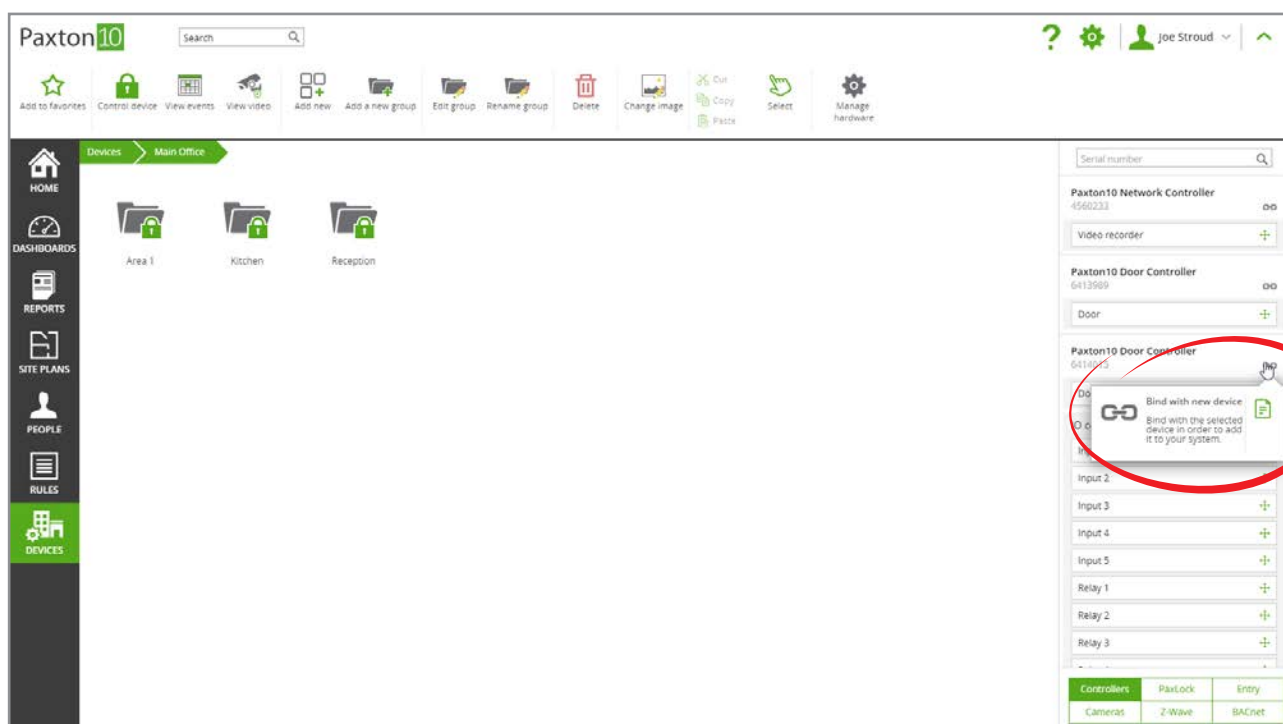 Paxton10
Search
Joe Stroud
Add to favorites
Control device
View events
View video
Add new
Add a new group
Edit group
Rename group
Delete
Change image
Cut
Copy
Paste
Select
Manage
hardware
HOME
DASHBOARDS
REPORTS
SITE PLANS
PEOPLE
RULES
DEVICES
Devices
Main Office
Area 1
Kitchen
Reception
Serial number
Paxton10 Network Controller
4560233
Video recorder
Paxton10 Door Controller
6413989
Door
Paxton10 Door Controller
Bind with new device
Bind with the selected
device in order to add
it to your system.
Input 2
Input 3
Input 4
Input 5
Relay 1
Relay 2
Relay 3
Controllers
PaxLock
Entry
Cameras
Z-Wave
BACnet